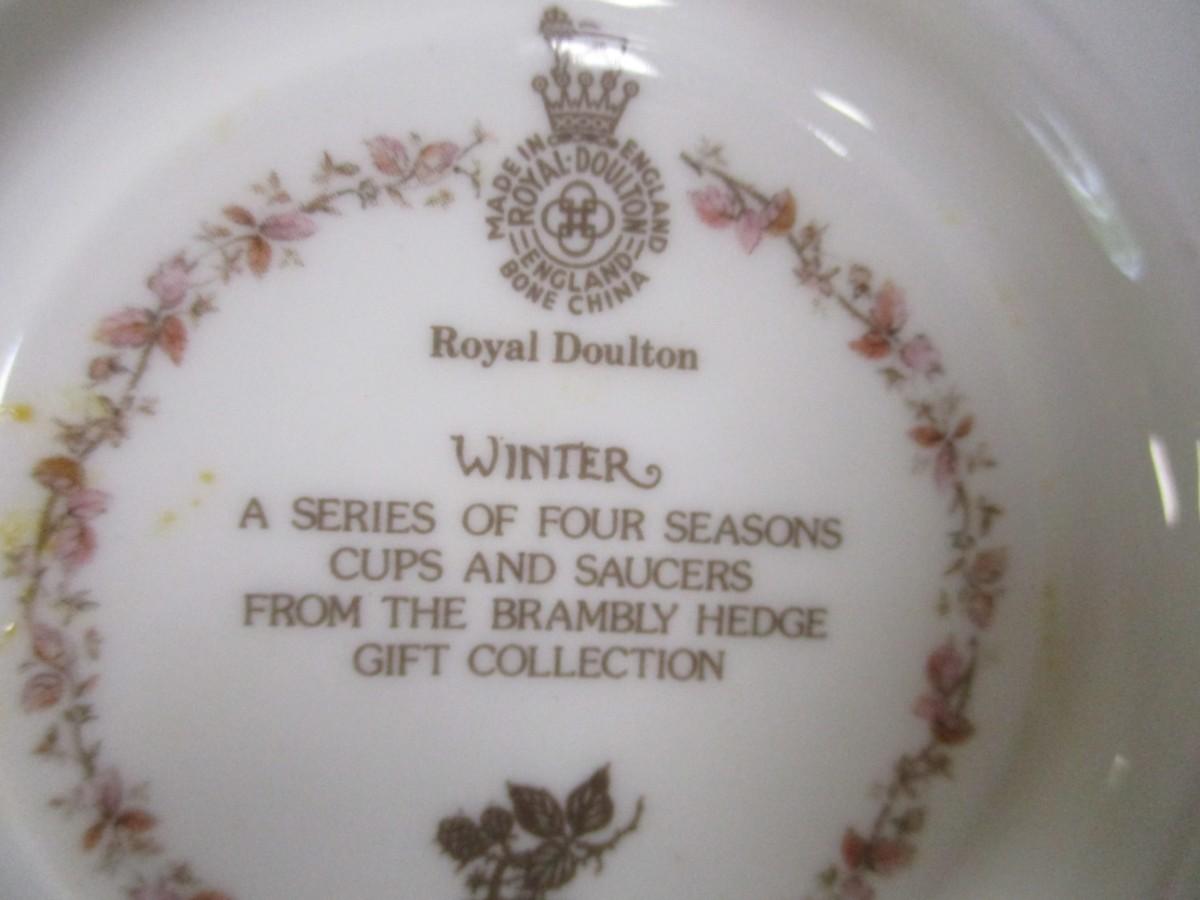 MADE IN ENGLAND
ROYAL·DOULTON
ENGLAND
BONE CHINA
Royal Doulton
WINTER
A SERIES OF FOUR SEASONS
CUPS AND SAUCERS
FROM THE BRAMBLY HEDGE
GIFT COLLECTION